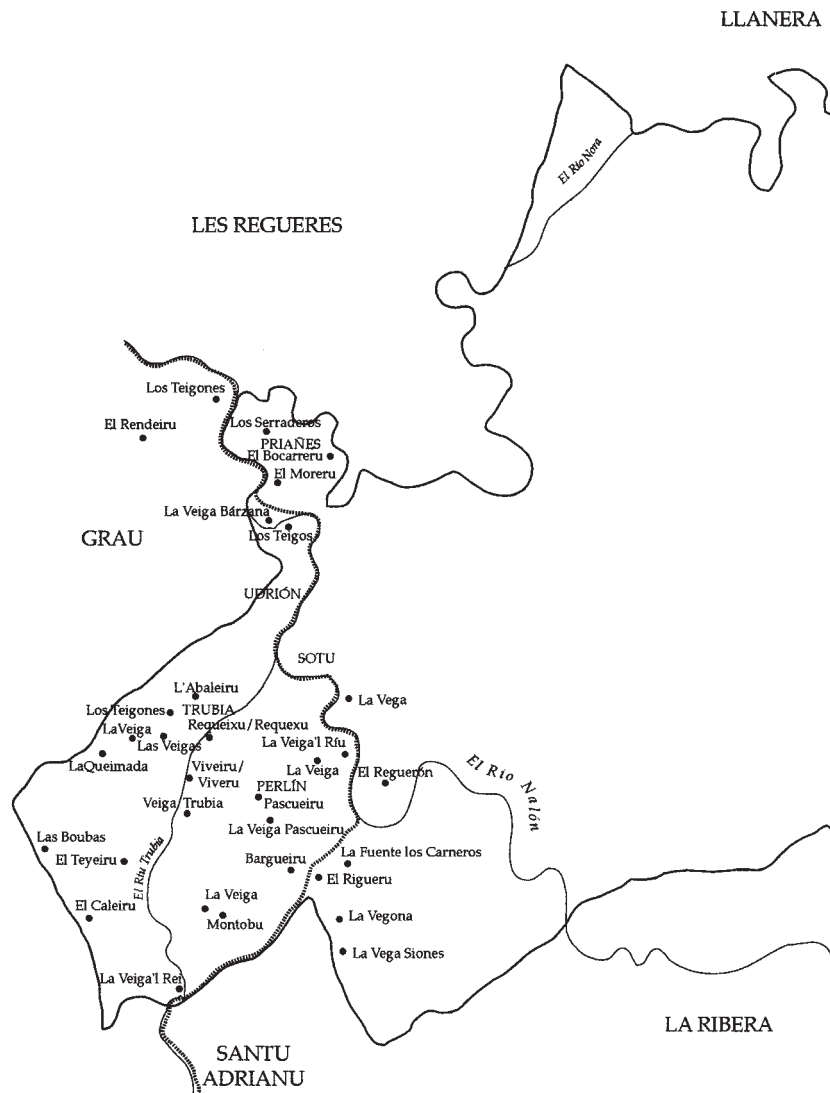 LLANERA
El Río Nora
LES REGUERES
Los Teigones
El Rendeiru
Los Serraderos
PRIAÑES
El Bocarreru
El Moreru
La Veiga Bárzana
Los Teigos
GRAU
UDRIÓN
SOTU
L'Abaleiru
La Vega
Los Teigones
TRUBIA
Requeixu/Requexu
LaVeiga
Las Veigas
La Veiga'l Ríu
LaQueimada
Viveiru/
Viveru
La Veiga
El Reguerón
El Río Nalón
PERLÍN
Pascueiru
Veiga Trubia
La Veiga Pascueiru
Las Boubas
El Teyeiru
El Ríu Trubia
Bargueiru
La Fuente los Carneros
El Rigueru
El Caleiru
La Veiga
Montobu
La Vegona
La Vega Siones
La Veiga'l Rei
LA RIBERA
SANTU
ADRIANU